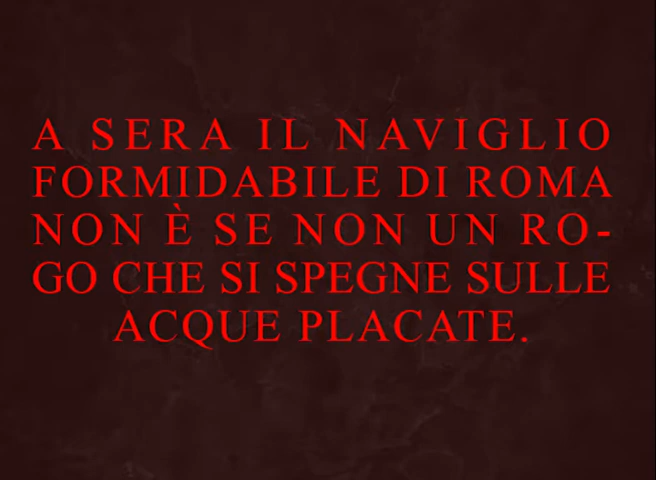 A SERA IL NAVIGLIO
FORMIDABILE DI ROMA
NON È SE NON UN RO-
GO CHE SI SPEGNE SULLE
ACQUE PLACATE.